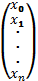 x₀
x₁
.
.
.
xₙ